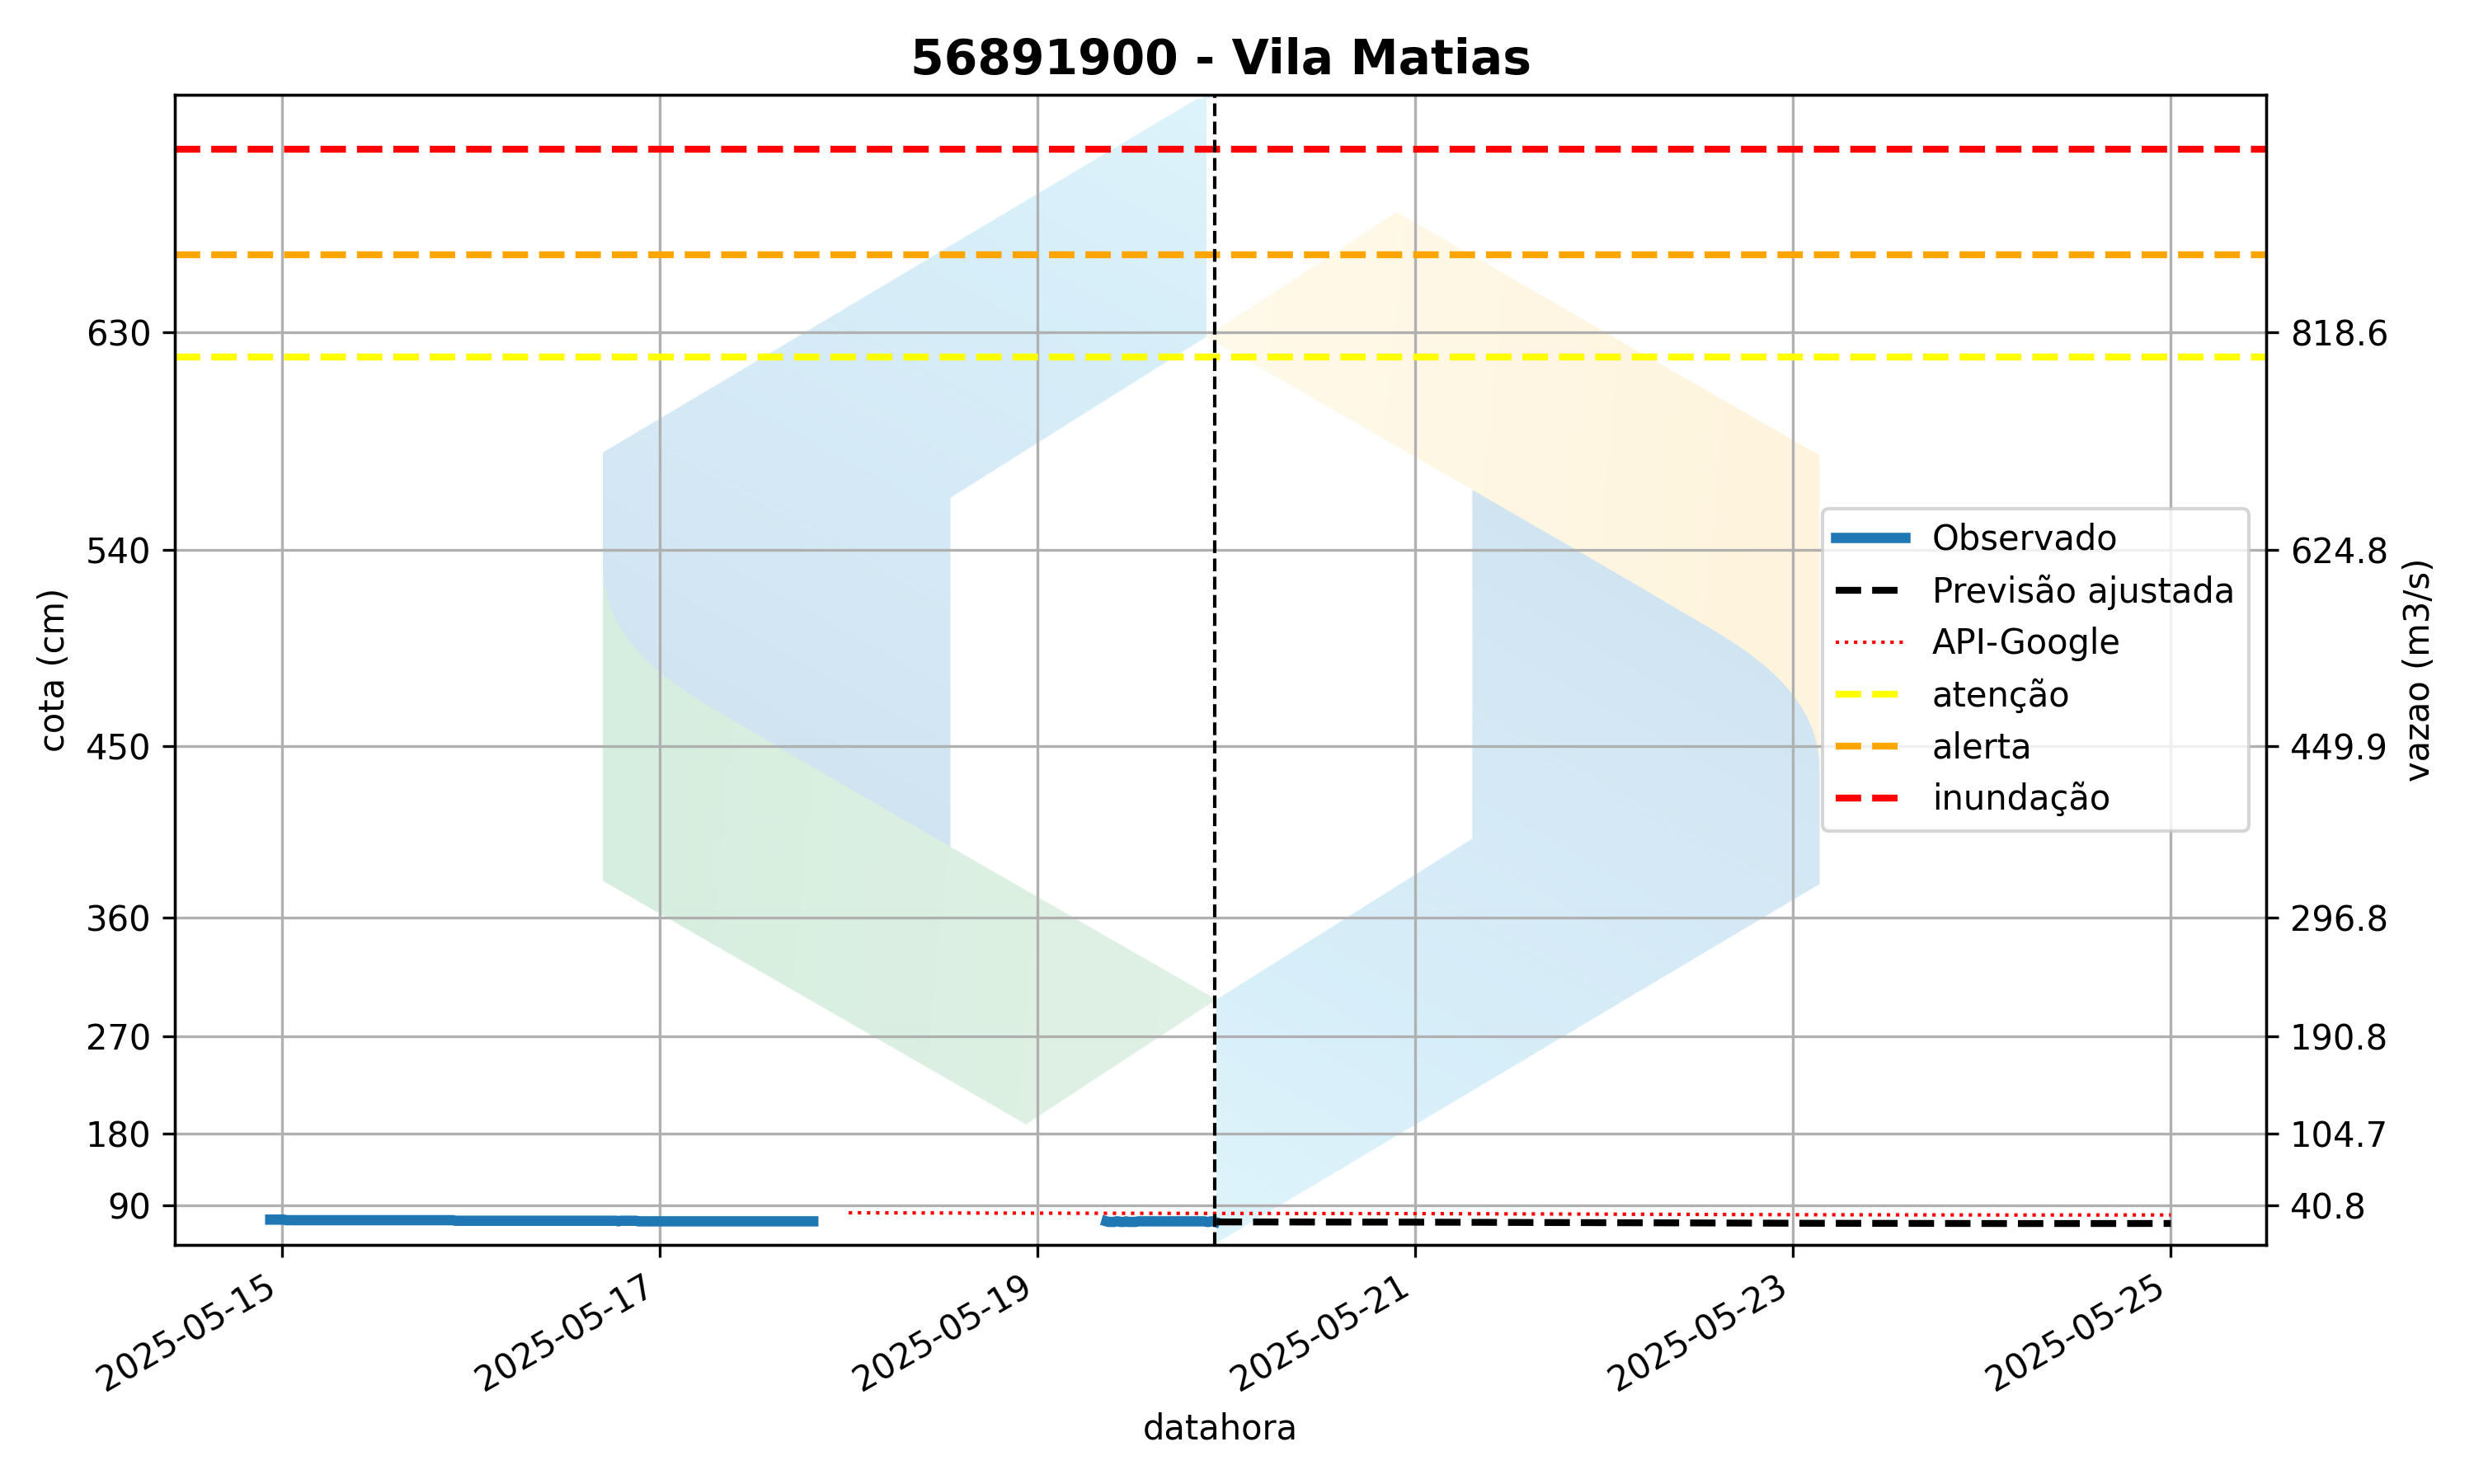 56891900 - Vila Matias
cota (cm)
630
540
450
360
270
180
90
818.6
624.8
449.9
296.8
190.8
104.7
40.8
vazao (m3/s)
Observado
Previsão ajustada
API-Google
atenção
alerta
inundação
2025-05-15
2025-05-17
2025-05-19
2025-05-21
2025-05-23
2025-05-25
datahora